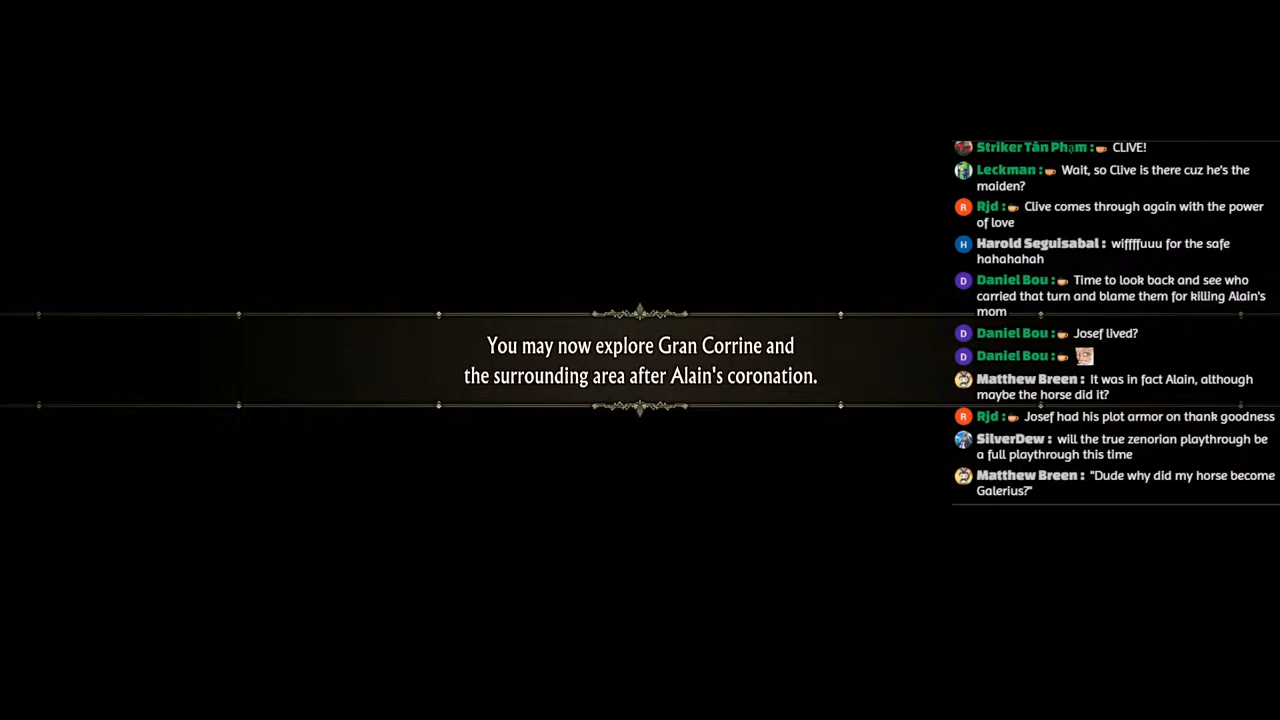 Striker Tân Phạm : CLIVE!
Leckman : Wait, so Clive is there cuz he's the
maiden?
R Rjd : Clive comes through again with the power
of love
H Harold Seguisabal : wiffffuuu for the safe
hahahahah
D Daniel Bou : Time to look back and see who
carried that turn and blame them for killing Alain's
mom
D Daniel Bou : Josef lived?
D Daniel Bou :
Matthew Breen : It was in fact Alain, although
maybe the horse did it?
R Rjd : Josef had his plot armor on thank goodness
SilverDew : will the true zenorian playthrough be
a full playthrough this time
Matthew Breen : "Dude why did my horse become
Galerius?"
You may now explore Gran Corrine and
the surrounding area after Alain's coronation.